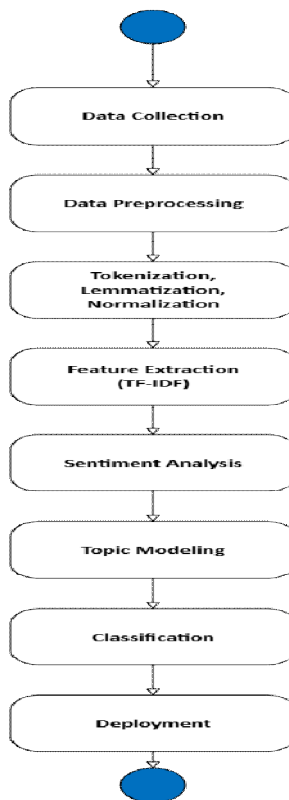 Data Collection
Data Preprocessing
Tokenization,
Lemmatization,
Normalization
Feature Extraction
(TF-IDF)
Sentiment Analysis
Topic Modeling
Classification
Deployment